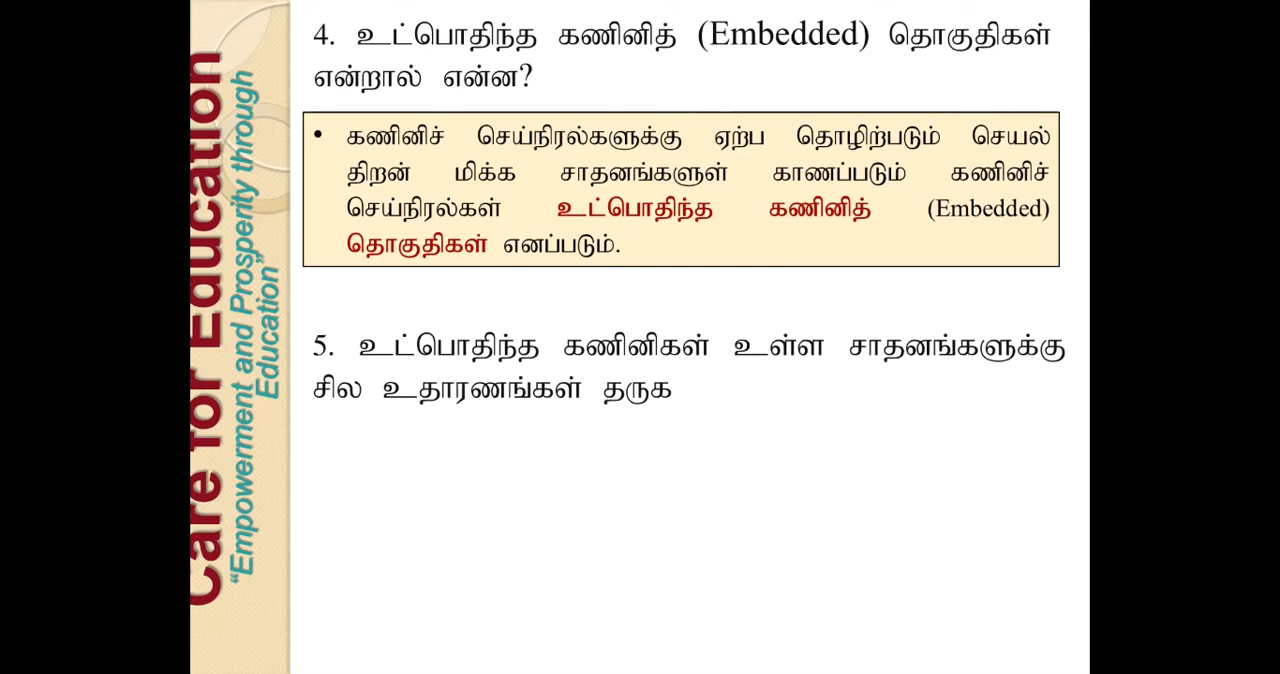 Care for Education
“Empowerment and Prosperity through
Education”
4. உட்பொதிந்த கணினித் (Embedded) தொகுதிகள்
என்றால் என்ன?
• கணினிச் செய்நிரல்களுக்கு ஏற்ப தொழிற்படும் செயல்
திறன் மிக்க சாதனங்களுள் காணப்படும் கணினிச்
செய்நிரல்கள் உட்பொதிந்த கணினித் (Embedded)
தொகுதிகள் எனப்படும்.
5. உட்பொதிந்த கணினிகள் உள்ள சாதனங்களுக்கு
சில உதாரணங்கள் தருக